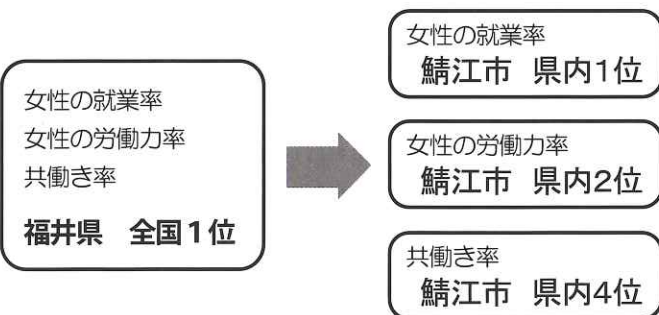 女性の就業率
女性の労働力率
共働き率
福井県 全国1位
女性の就業率
鯖江市 県内1位
女性の労働力率
鯖江市 県内2位
共働き率
鯖江市 県内4位